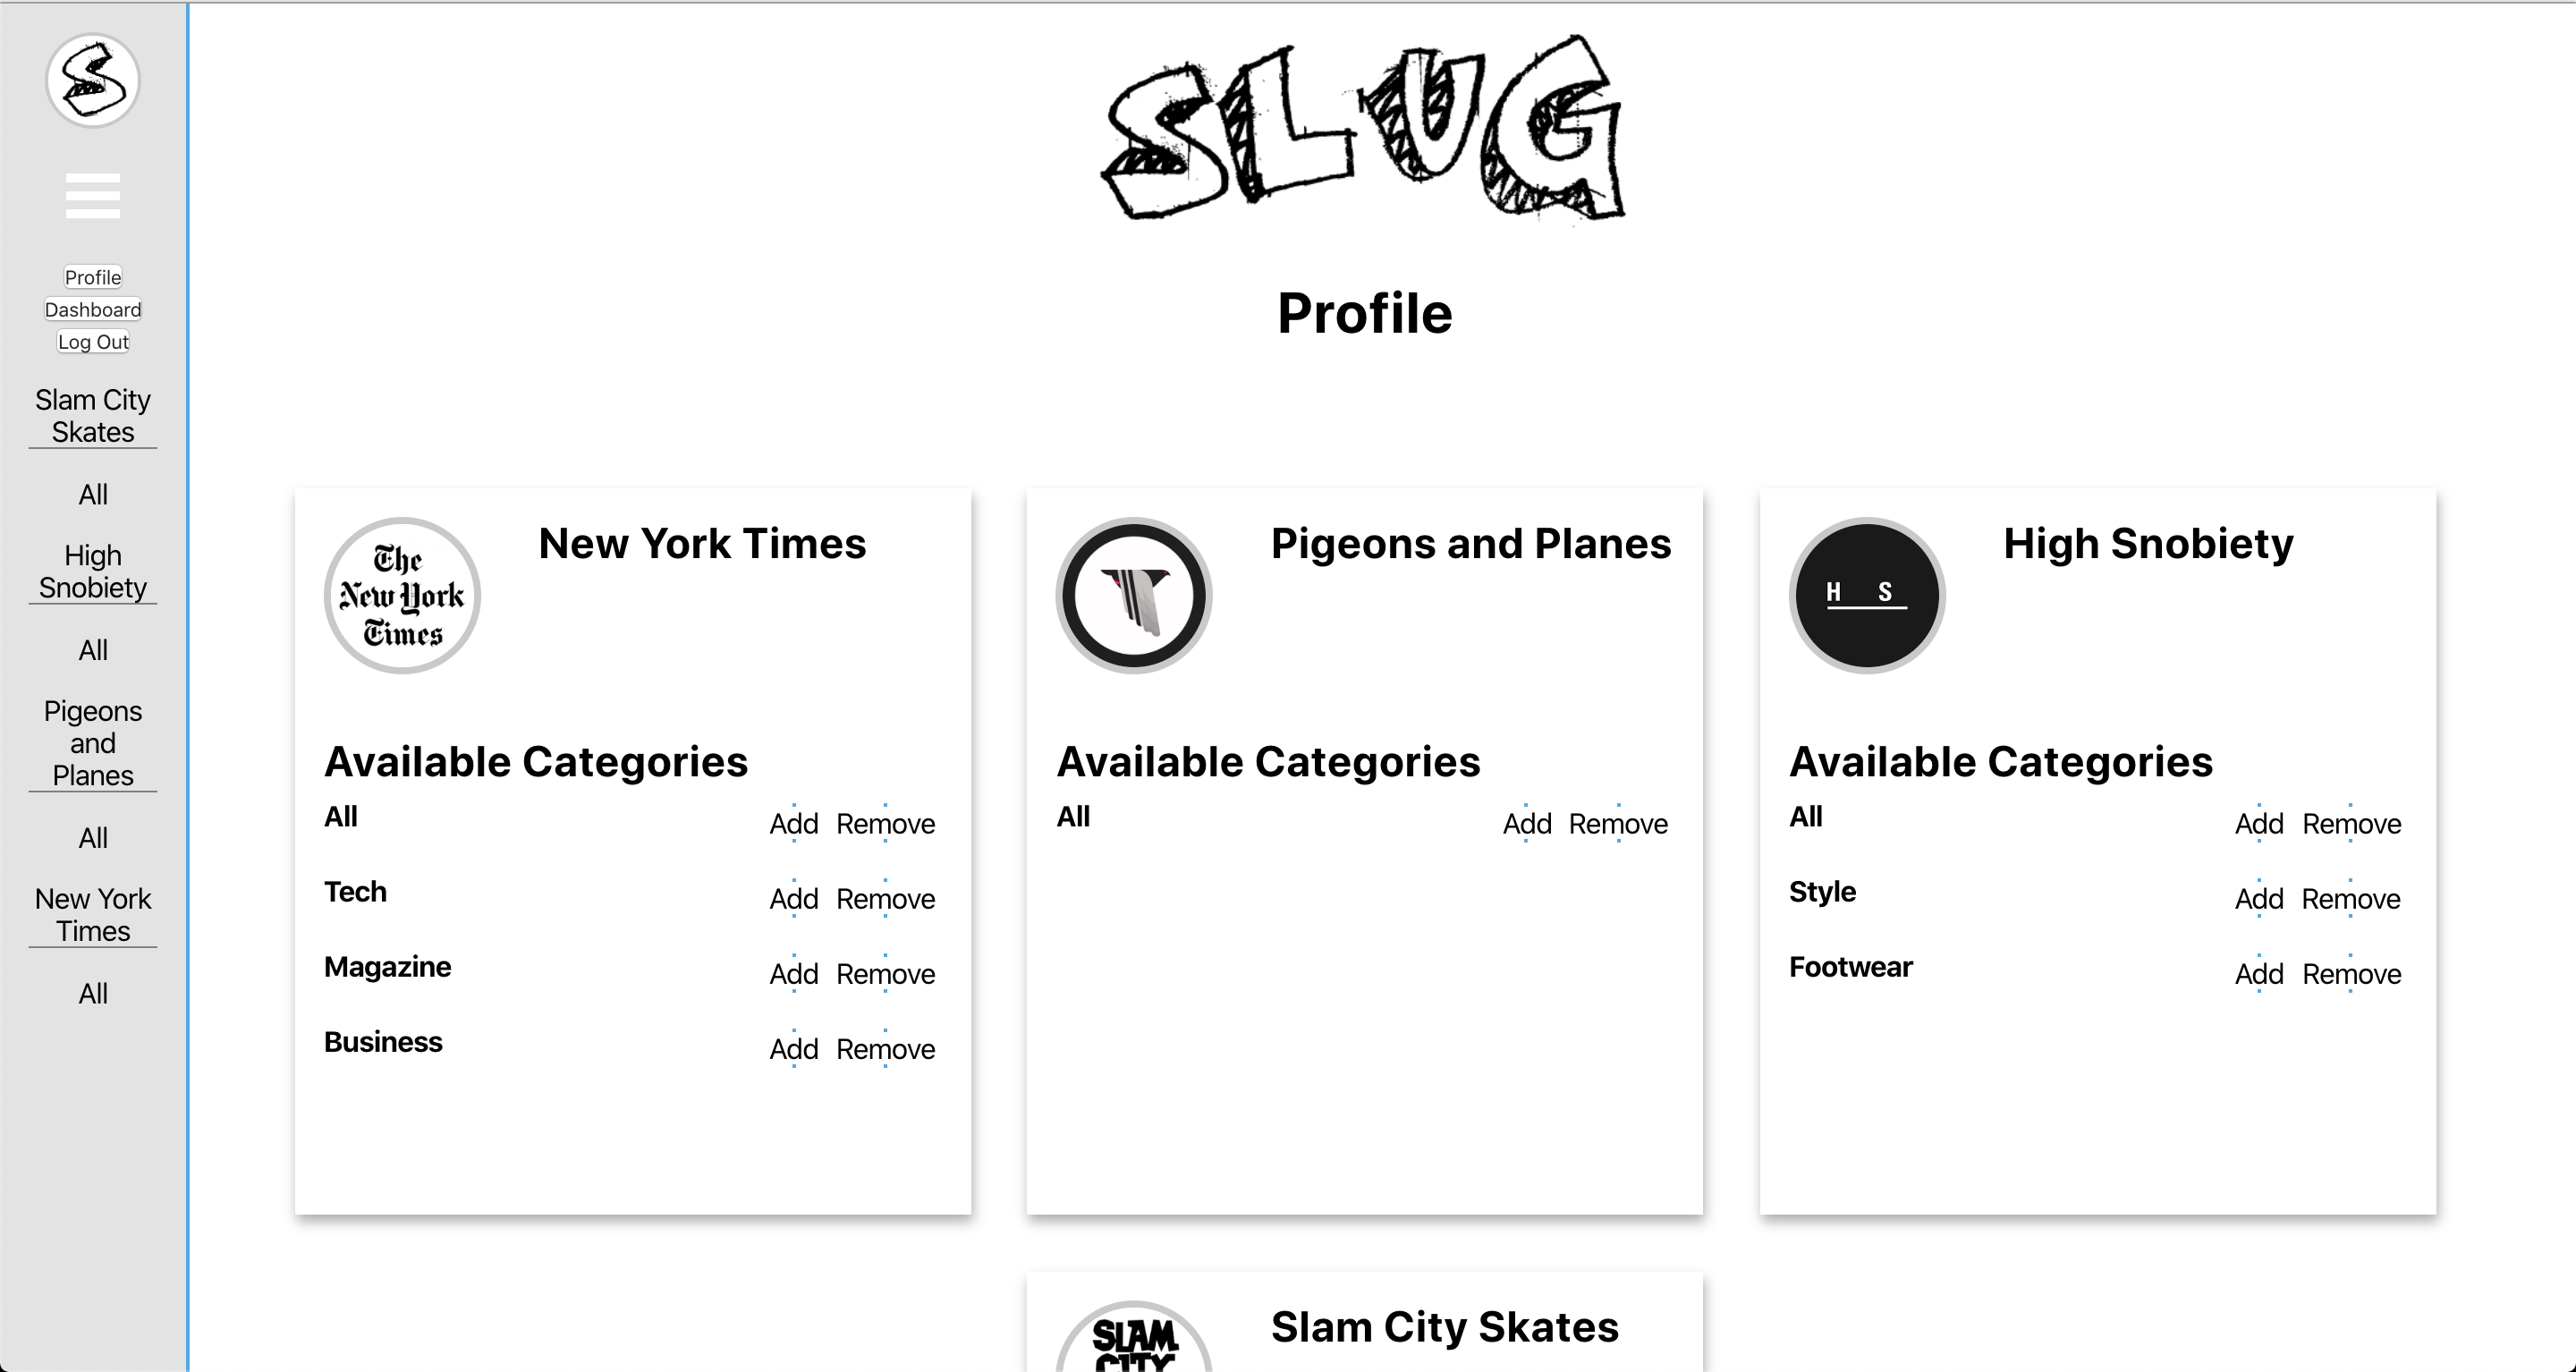 S
Profile
Dashboard
Log Out
Slam City
Skates
All
High
Snobiety
All
Pigeons
and
Planes
All
New York
Times
All
SLUG
Profile
The
New York
Times
New York Times
Available Categories
All Add Remove
Tech Add Remove
Magazine Add Remove
Business Add Remove
Pigeons and Planes
Available Categories
All Add Remove
H S
High Snobiety
Available Categories
All Add Remove
Style Add Remove
Footwear Add Remove
SLAM
CITY
Slam City Skates